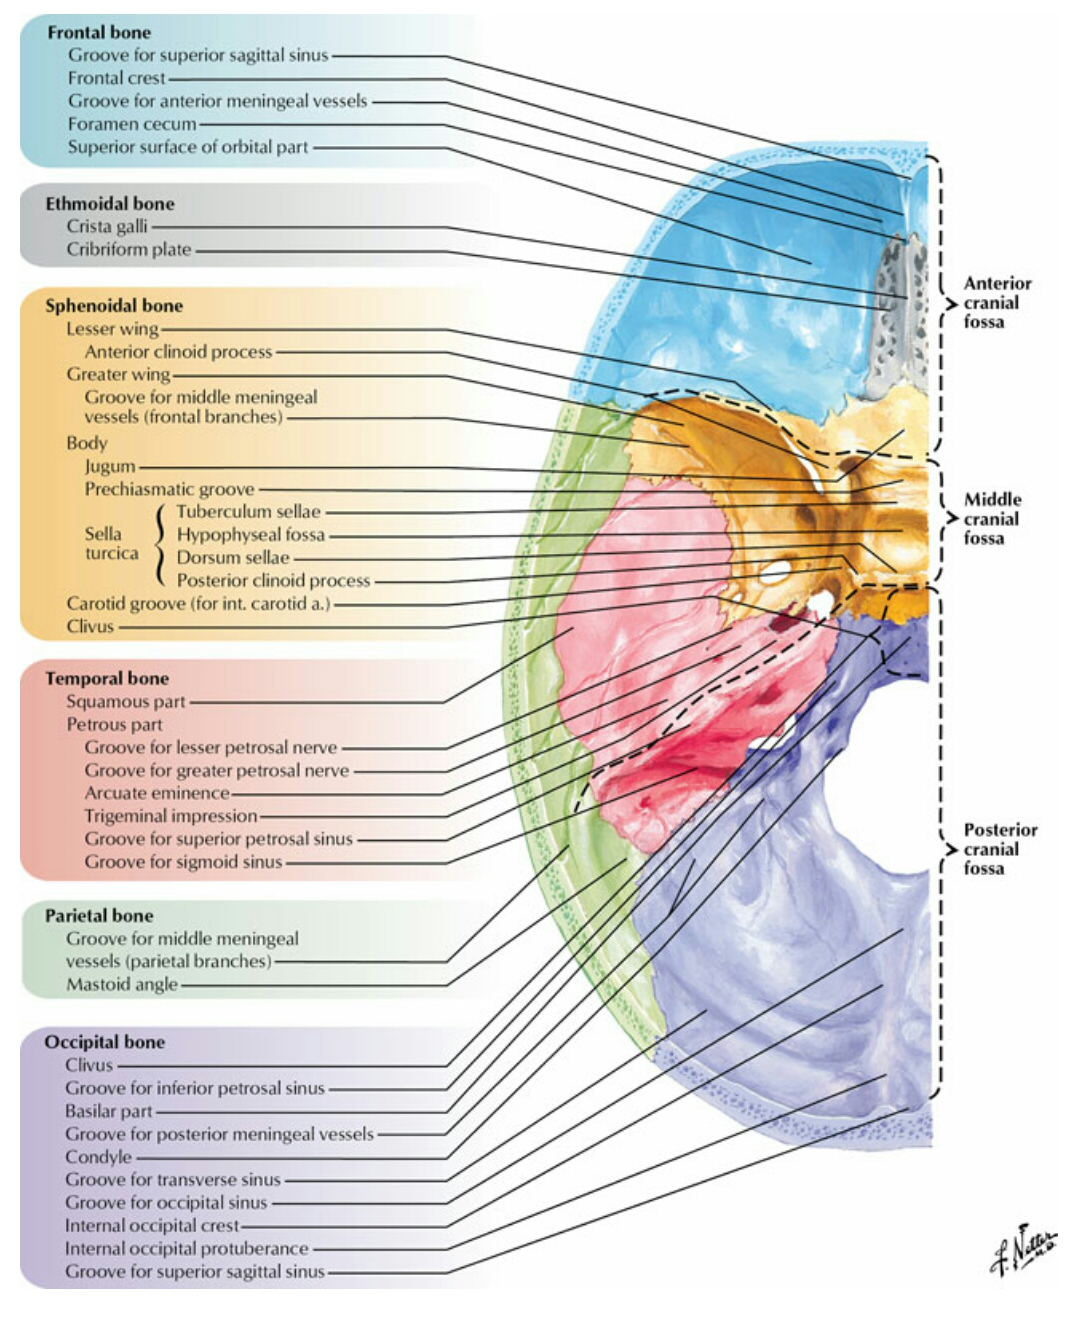 Frontal bone
Groove for superior sagittal sinus
Frontal crest
Groove for anterior meningeal vessels
Foramen cecum
Superior surface of orbital part
Ethmoidal bone
Crista galli
Cribriform plate
Sphenoidal bone
Lesser wing
Anterior clinoid process
Greater wing
Groove for middle meningeal
vessels (frontal branches)
Body
Jugum
Prechiasmatic groove
Sella
turcica
Tuberculum sellae
Hypophyseal fossa
Dorsum sellae
Posterior clinoid process
Carotid groove (for int. carotid a.)
Clivus
Temporal bone
Squamous part
Petrous part
Groove for lesser petrosal nerve
Groove for greater petrosal nerve
Arcuate eminence
Trigeminal impression
Groove for superior petrosal sinus
Groove for sigmoid sinus
Parietal bone
Groove for middle meningeal
vessels (parietal branches)
Mastoid angle
Occipital bone
Clivus
Groove for inferior petrosal sinus
Basilar part
Groove for posterior meningeal vessels
Condyle
Groove for transverse sinus
Groove for occipital sinus
Internal occipital crest
Internal occipital protuberance
Groove for superior sagittal sinus
Anterior
cranial
fossa
Middle
cranial
fossa
Posterior
cranial
fossa
F. Netter
M.D.